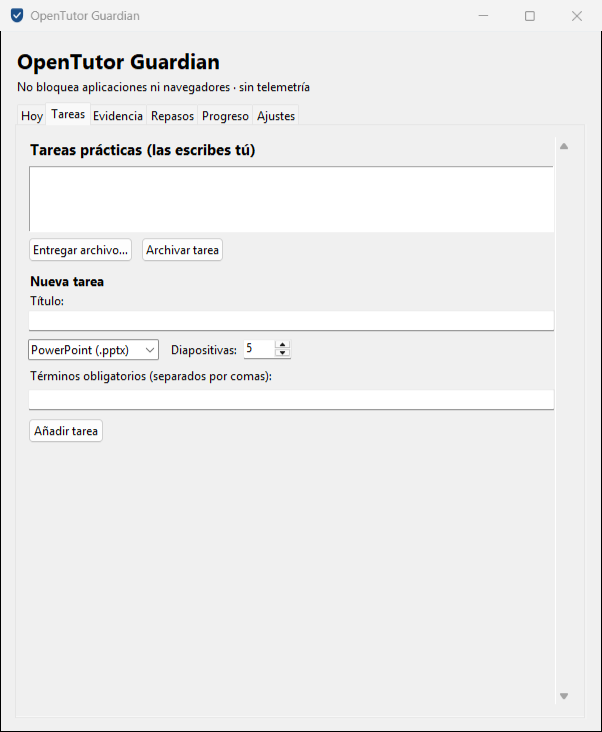 OpenTutor Guardian
OpenTutor Guardian
No bloquea aplicaciones ni navegadores · sin telemetría
Hoy Tareas Evidencia Repasos Progreso Ajustes
Tareas prácticas (las escribes tú)
Entregar archivo... Archivar tarea
Nueva tarea
Título:
PowerPoint (.pptx) Diapositivas: 5
Términos obligatorios (separados por comas):
Añadir tarea